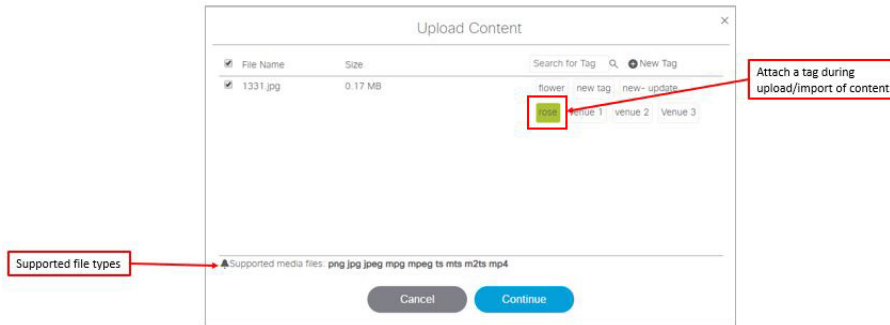 Upload Content
×
File Name Size Search for Tag New Tag
1331.jpg 0.17 MB flower new tag new- update
rose venue 1 venue 2 Venue 3
Attach a tag during
upload/import of content
Supported file types
Supported media files: png jpg jpeg mpg mpeg ts mts m2ts mp4
Cancel Continue